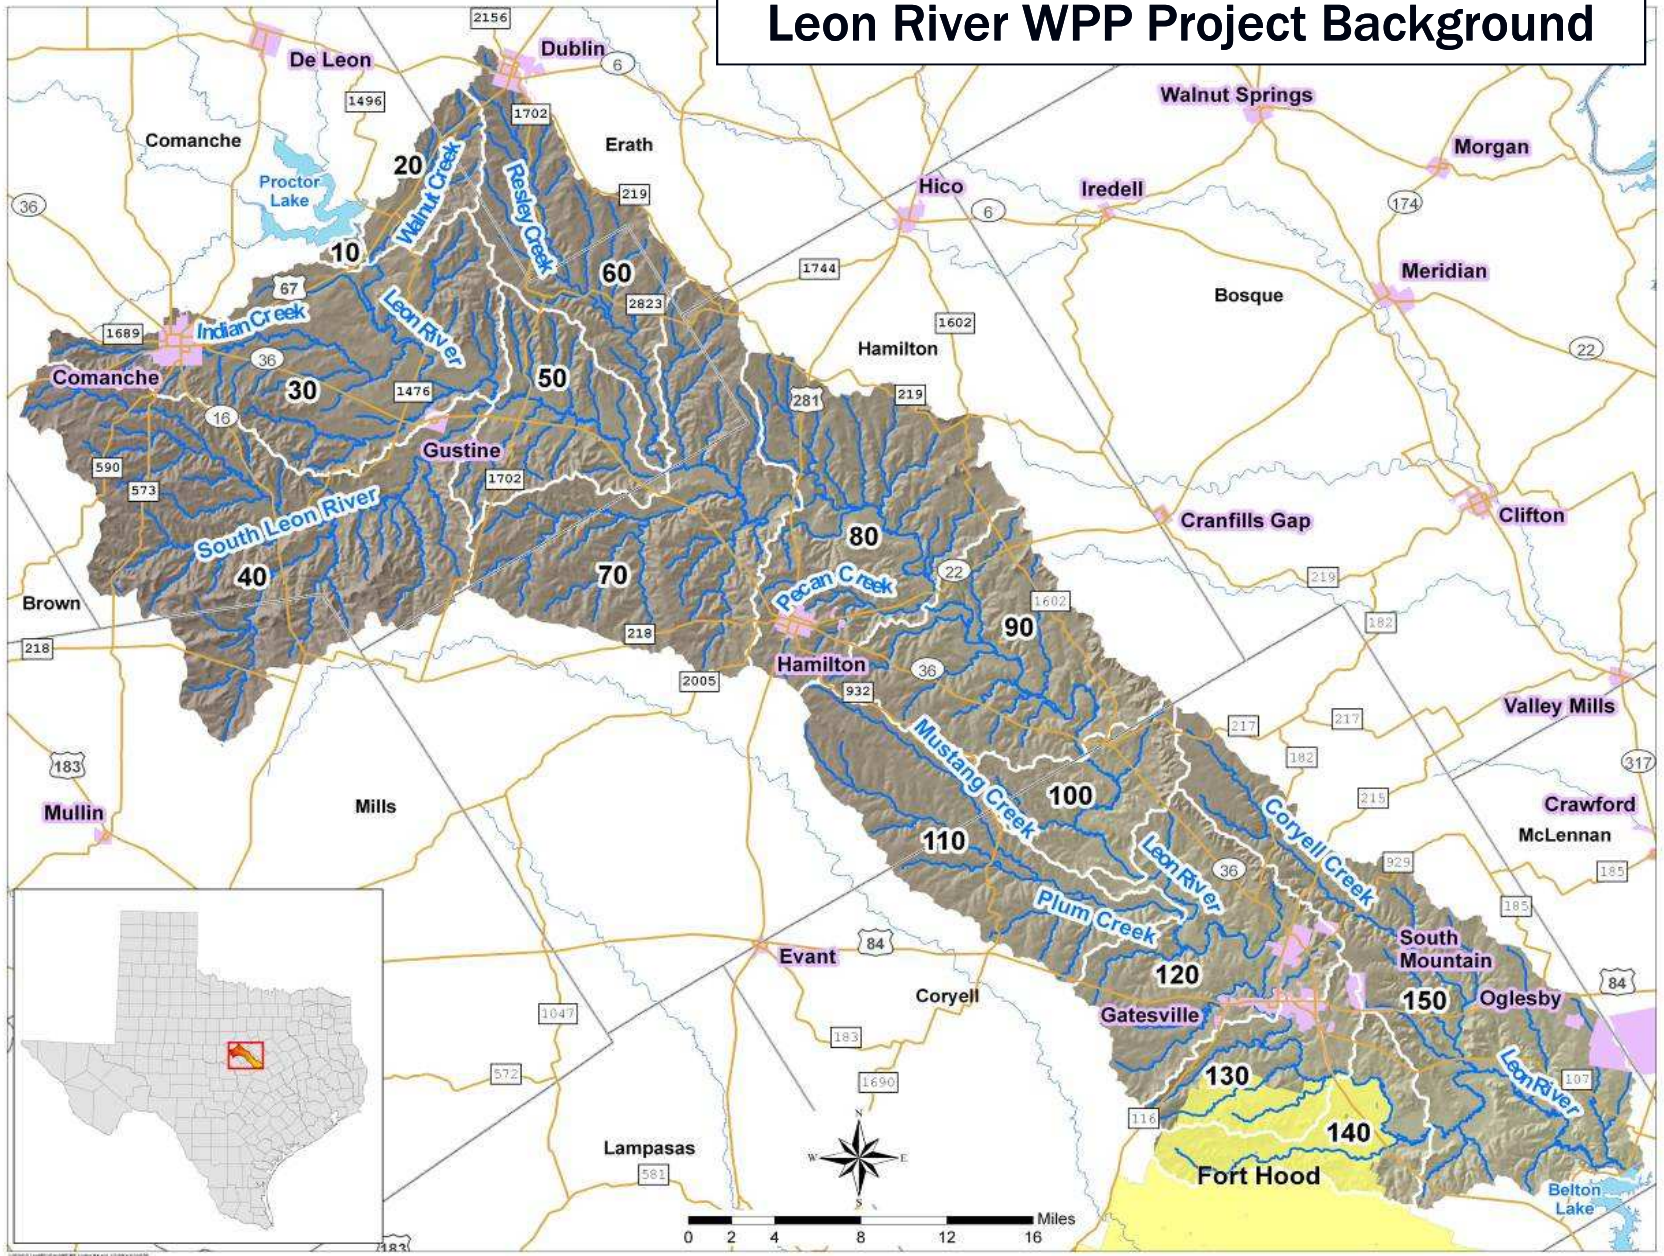 Leon River WPP Project Background
2156
De Leon
Dublin
6
1496
1702
Walnut Springs
Comanche
20
Erath
Morgan
Walnut Creek
Resley Creek
Proctor
Lake
219
Hico
Iredell
174
36
6
10
60
1744
Meridian
67
2823
Bosque
Leon River
Indian Creek
1689
1602
36
Hamilton
22
Comanche
30
1476
50
281
219
16
Gustine
590
573
1702
South Leon River
Cranfills Gap
Clifton
80
40
70
Pecan Creek
22
219
Brown
1602
182
218
218
90
Hamilton
36
2005
932
Valley Mills
217
217
Mustang Creek
182
183
317
100
215
Mullin
Mills
Coryell Creek
Crawford
McLennan
110
Leon River
36
929
185
Plum Creek
185
Evant
84
South
Mountain
120
84
Coryell
150
Oglesby
1047
Gatesville
183
572
1690
130
Leon River
107
116
N
W
E
S
140
Lampasas
581
Fort Hood
Belton
Lake
Miles
0 2 4 8 12 16
183